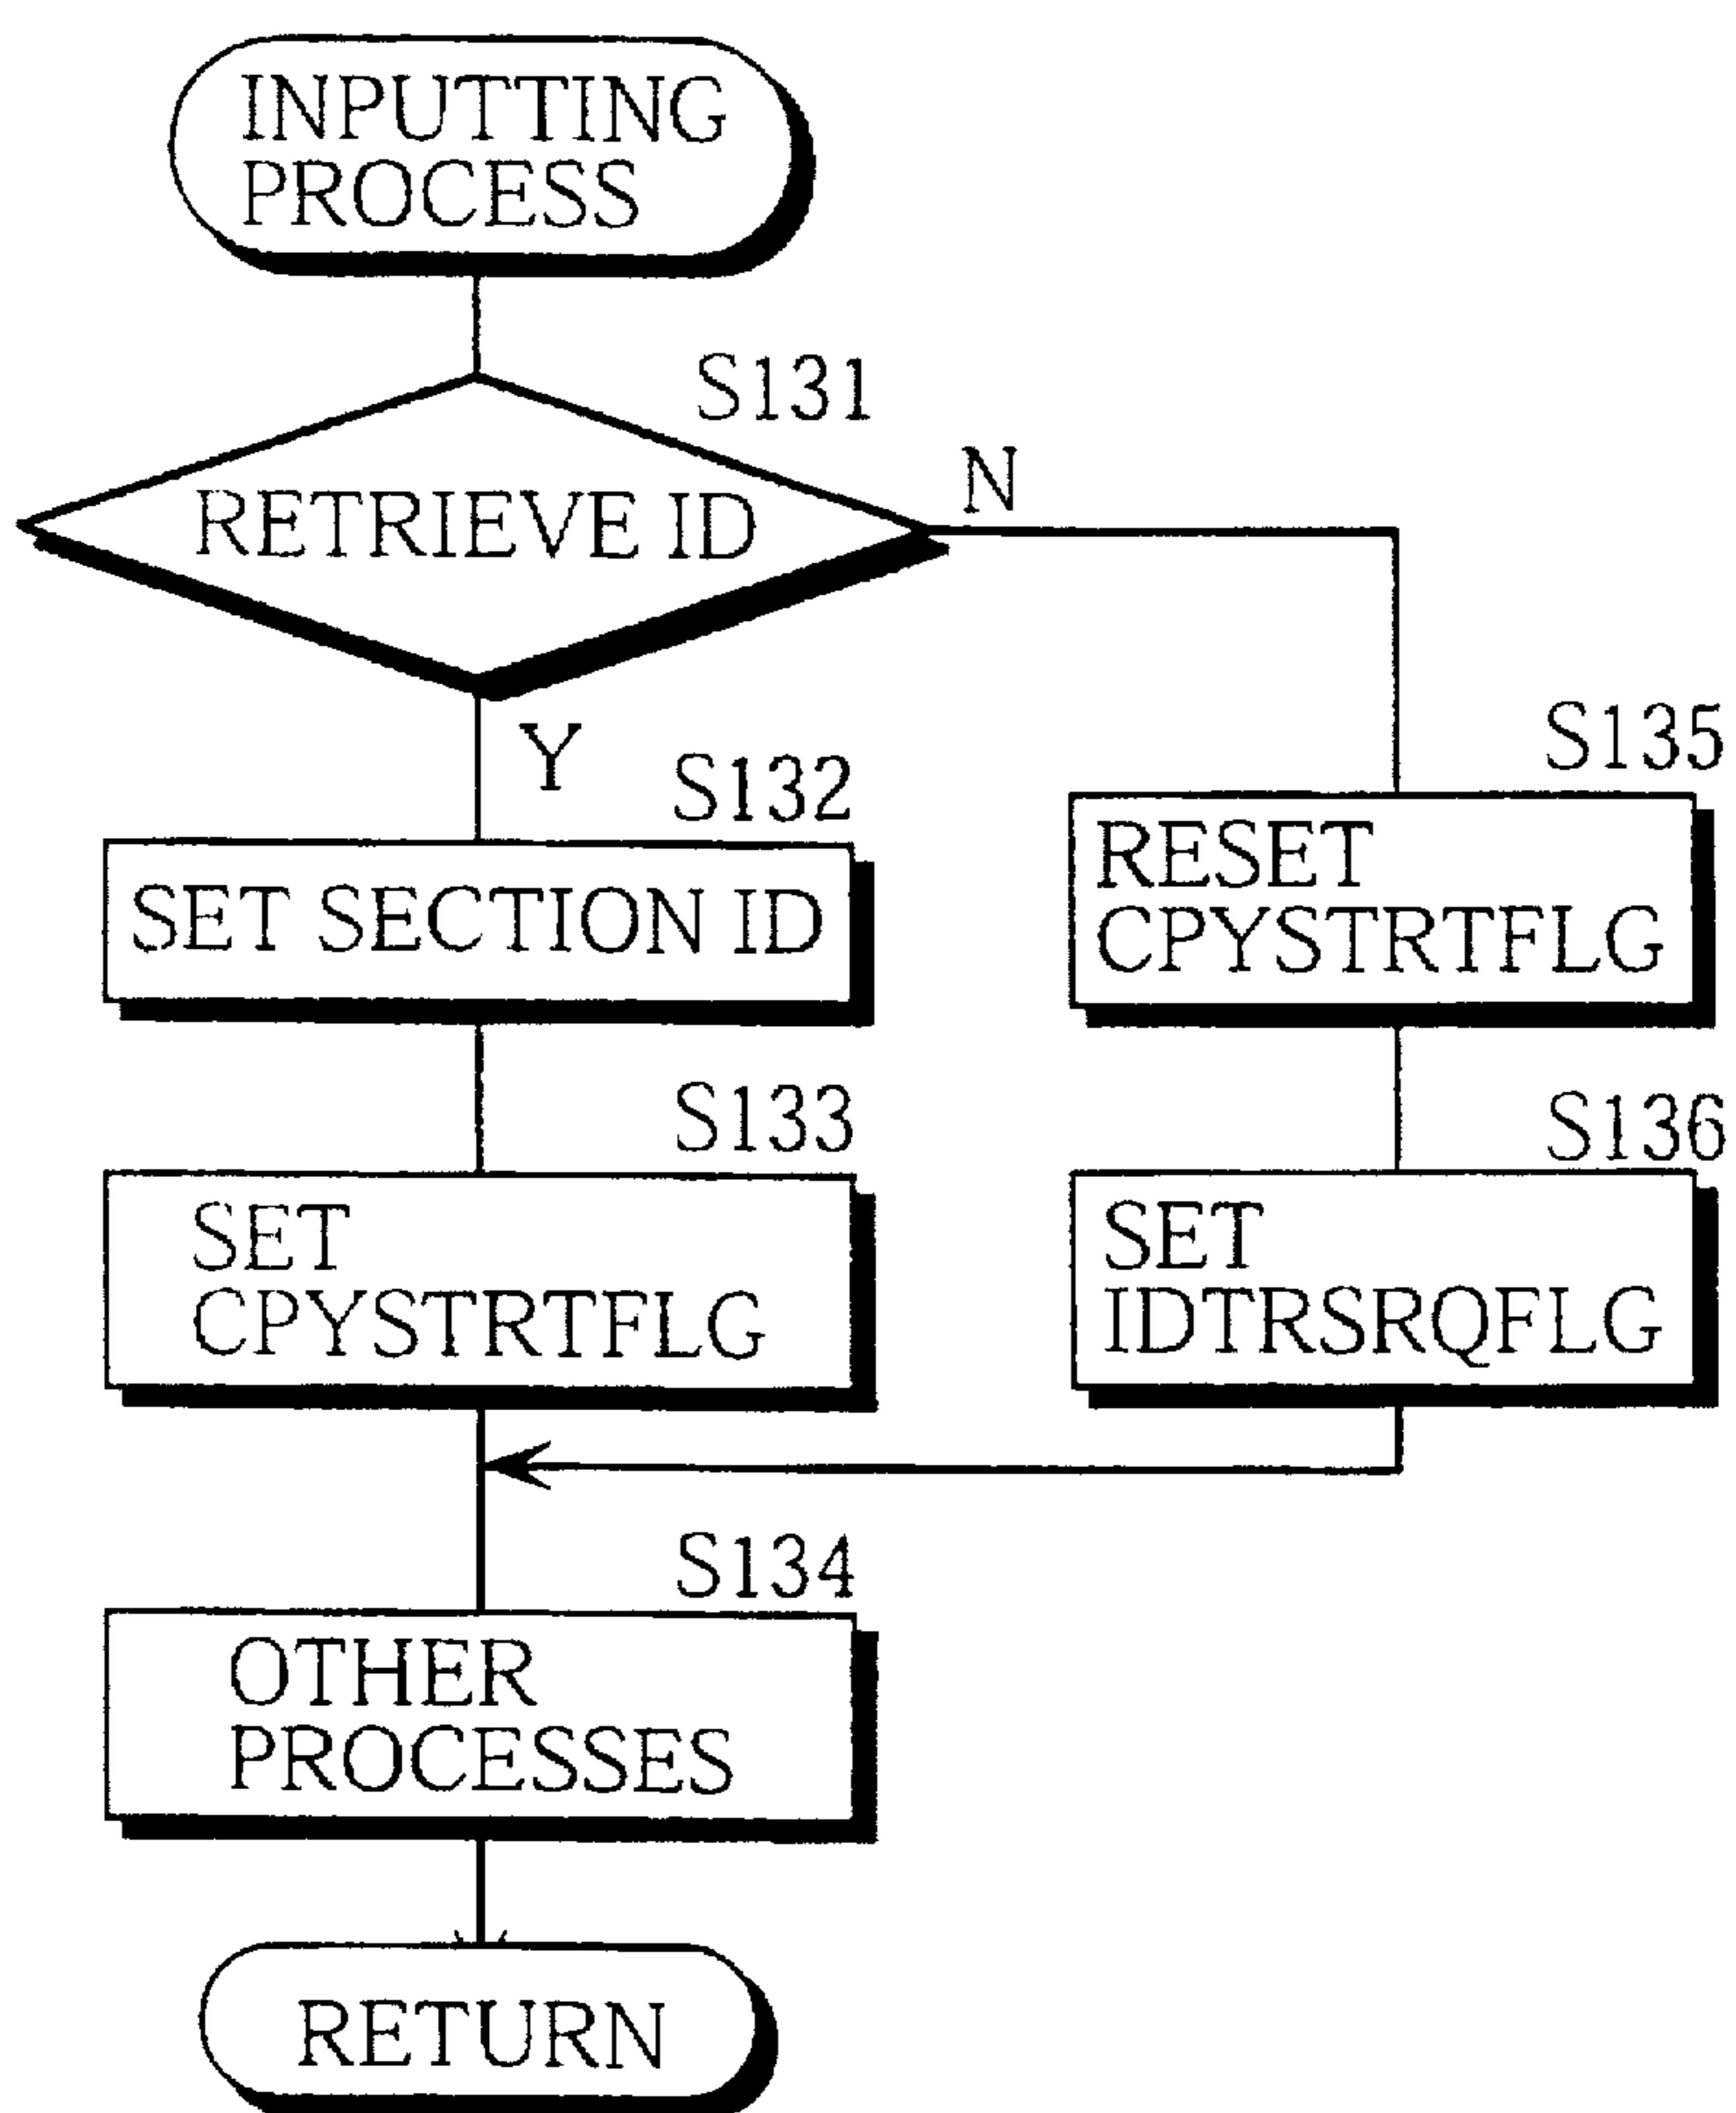 INPUTTING
PROCESS
S131
N
RETRIEVE ID
Y
S132
SET SECTION ID
S133
SET
CPYSTRTFLG
S135
RESET
CPYSTRTFLG
S136
SET
IDTRSRQFLG
S134
OTHER
PROCESSES
RETURN